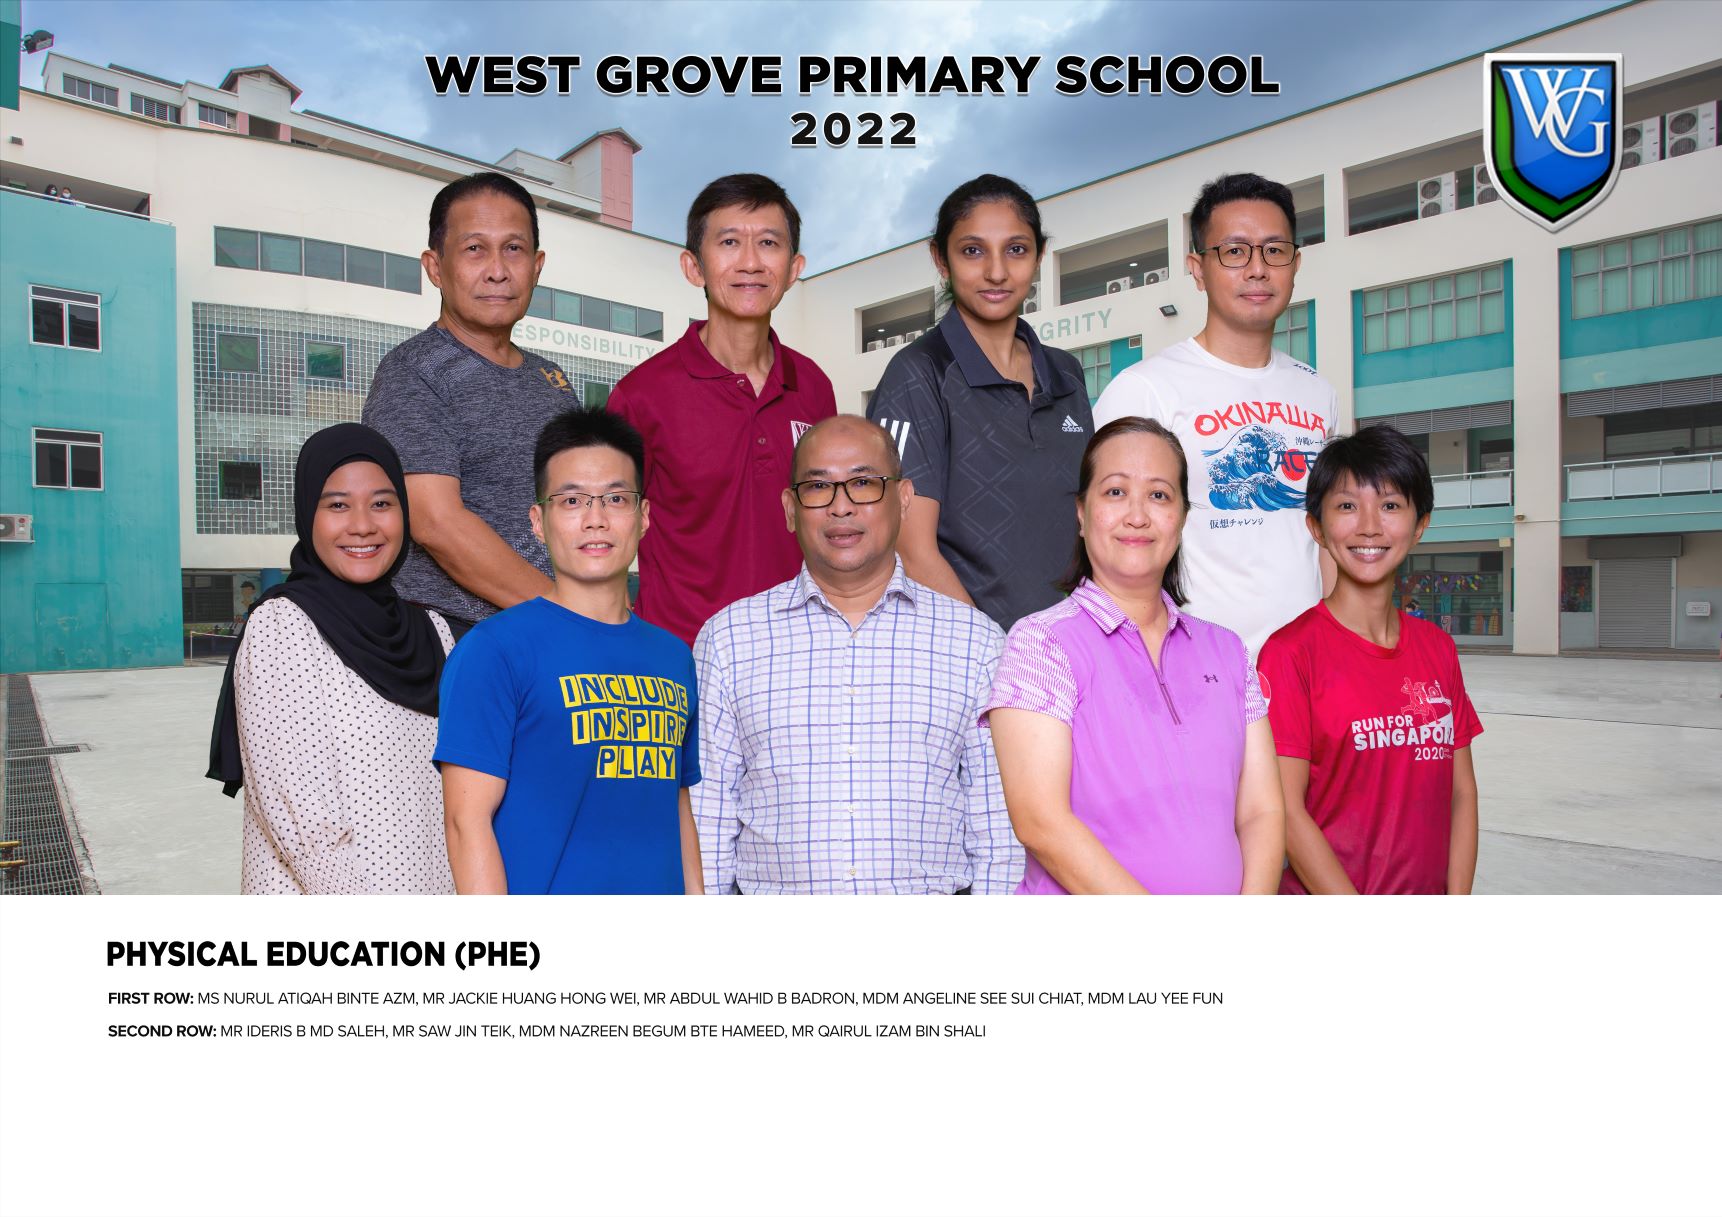 WEST GROVE PRIMARY SCHOOL
2022
WG
ESPONSIBILITY
EGRITY
adidas
OKINAWA
沖縄レー
RACE
仮想チャレンジ
INCLUDE
INSPIRE
PLAY
RUN FOR
SINGAPORE
2020
PHYSICAL EDUCATION (PHE)
FIRST ROW: MS NURUL ATIQAH BINTE AZM, MR JACKIE HUANG HONG WEI, MR ABDUL WAHID B BADRON, MDM ANGELINE SEE SUI CHIAT, MDM LAU YEE FUN
SECOND ROW: MR IDERIS B MD SALEH, MR SAW JIN TEIK, MDM NAZREEN BEGUM BTE HAMEED, MR QAIRUL IZAM BIN SHALI